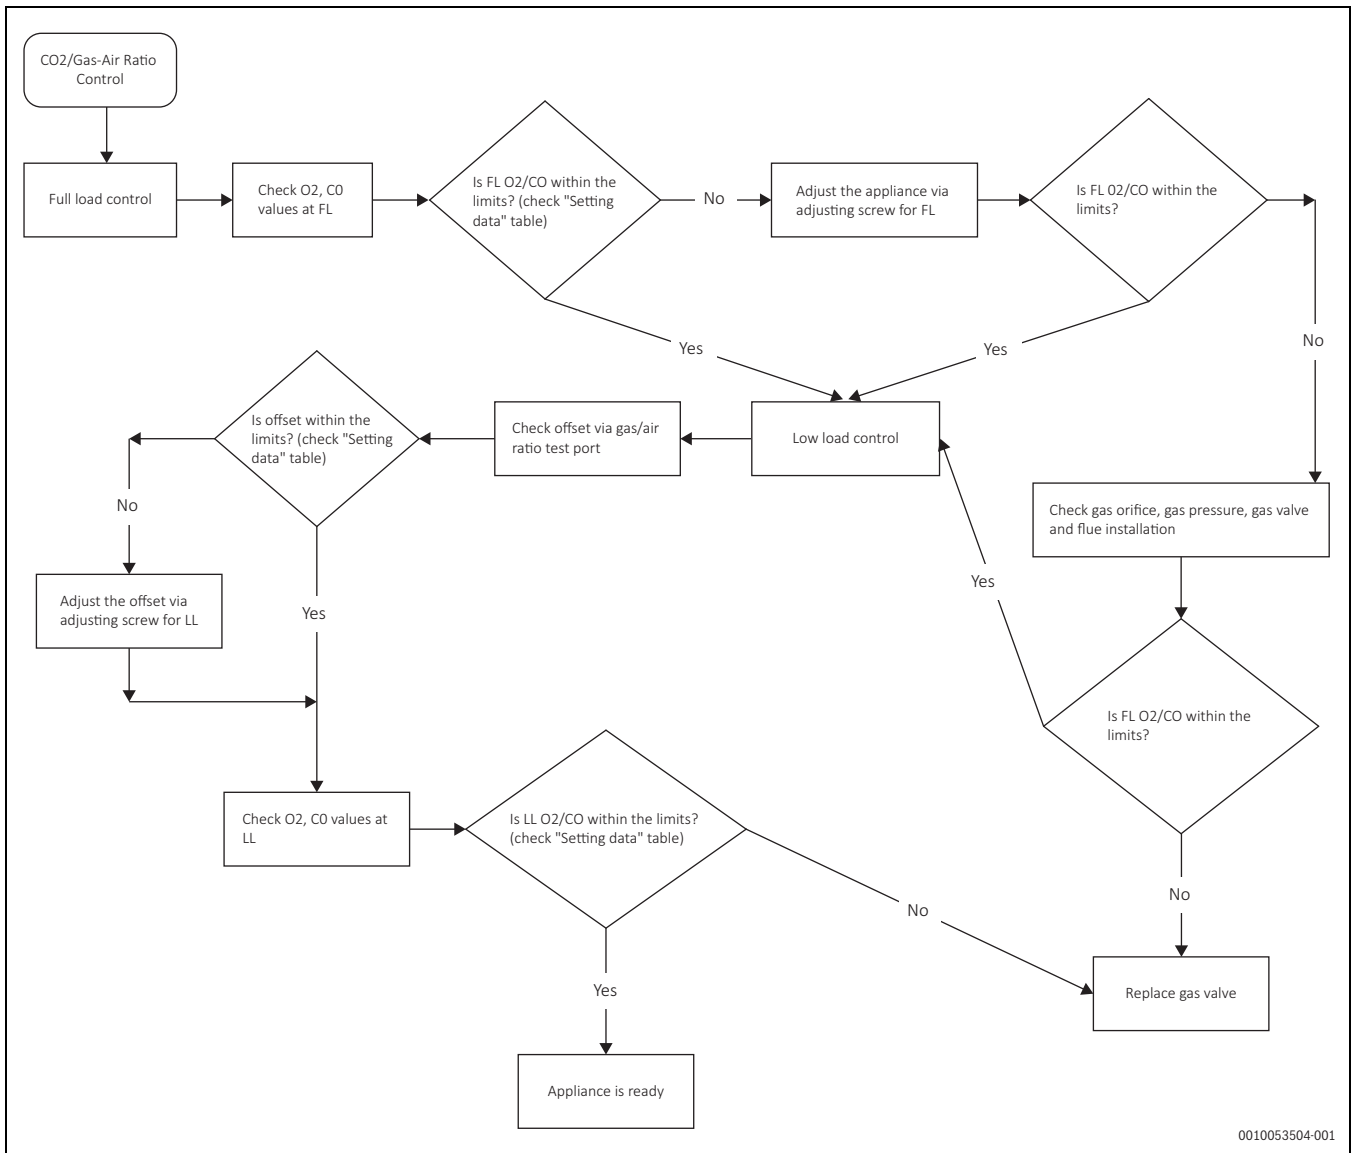 CO2/Gas-Air Ratio
Control
Full load control
Check O2, C0
values at FL
Is FL O2/CO within the
limits? (check "Setting
data" table)
No
Adjust the appliance via
adjusting screw for FL
Is FL 02/CO within the
limits?
Yes
Yes
No
Is offset within the
limits? (check "Setting
data" table)
Check offset via gas/air
ratio test port
Low load control
No
Check gas orifice, gas pressure, gas valve
and flue installation
Adjust the offset via
adjusting screw for LL
Yes
Yes
Is FL O2/CO within the
limits?
Check O2, C0 values at
LL
Is LL O2/CO within the limits?
(check "Setting data" table)
No
No
Yes
Replace gas valve
Appliance is ready
0010053504-001